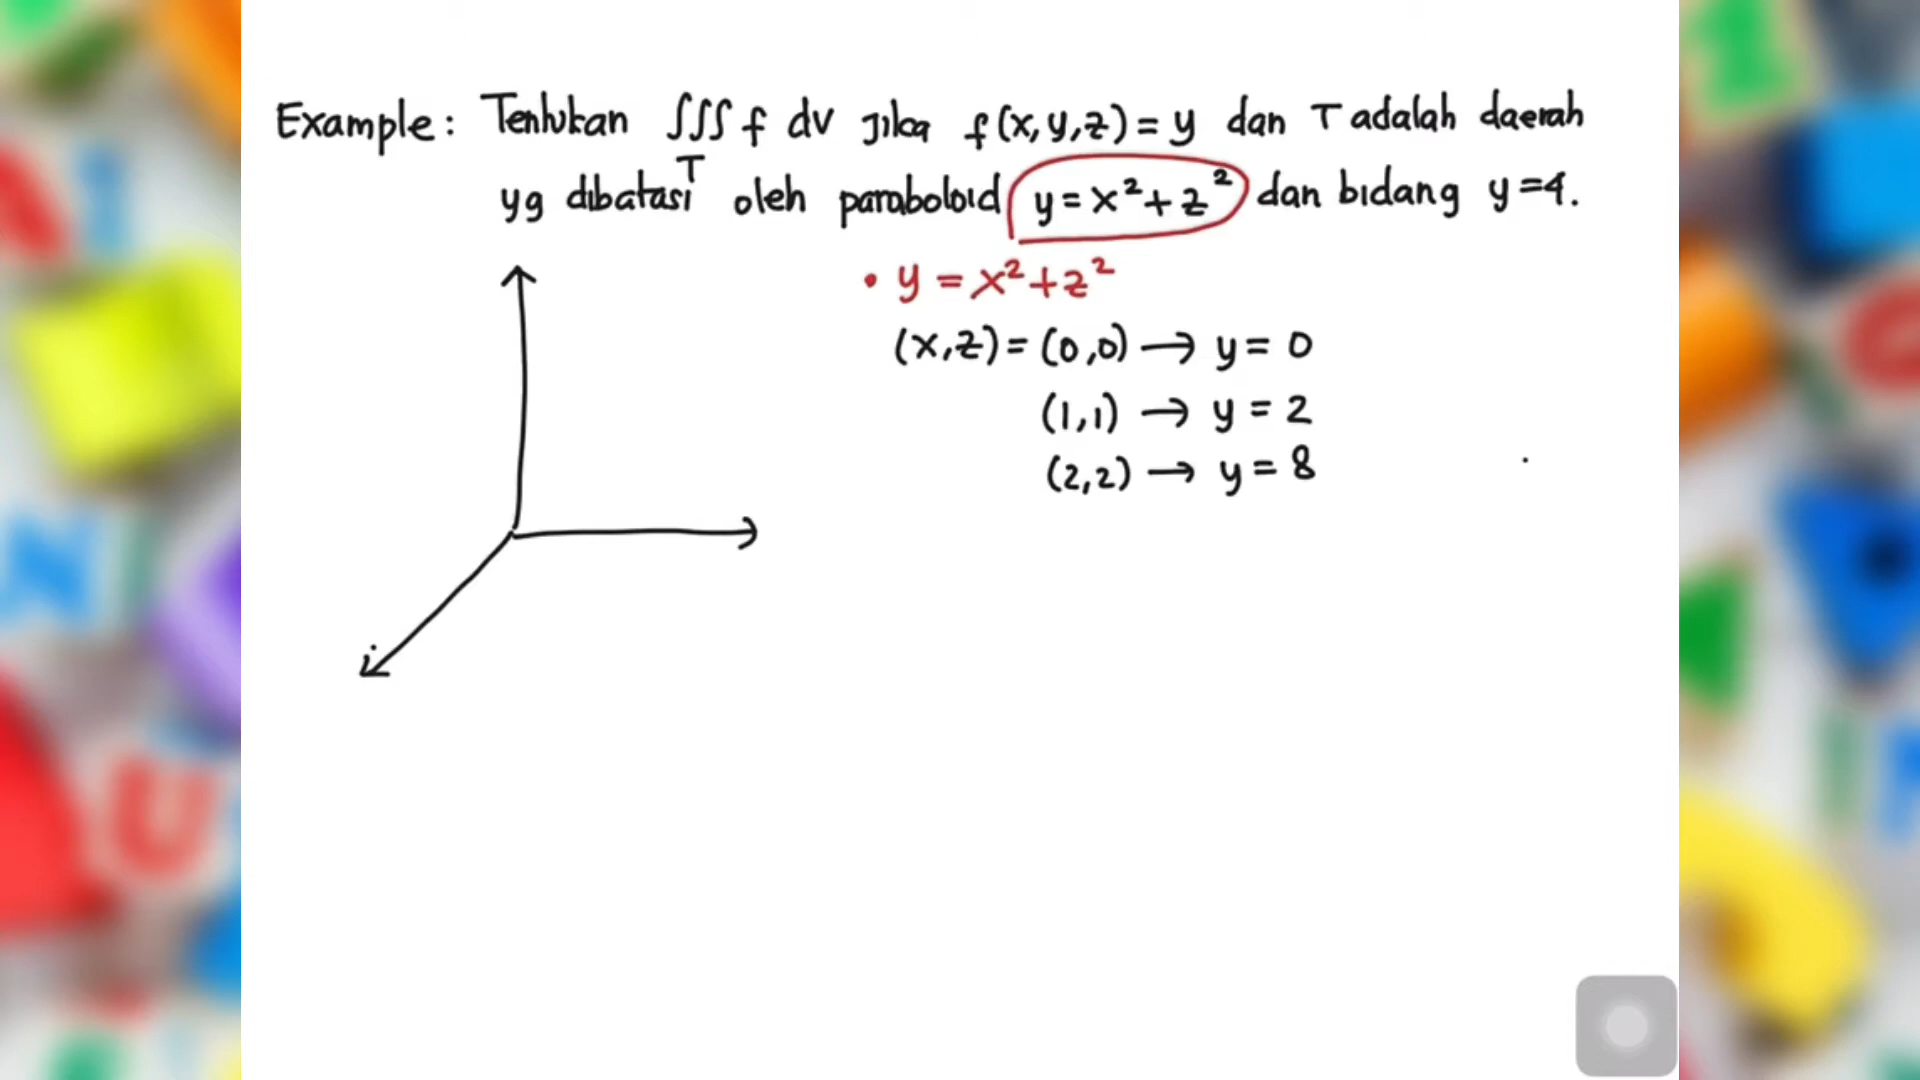 Example: Tentukan ∭ f dv jika f(x,y,z) = y dan T adalah daerah
T
yg dibatasi oleh paraboloid y = x² + z² dan bidang y = 4.
• y = x² + z²
(x,z) = (0,0) → y = 0
(1,1) → y = 2
(2,2) → y = 8